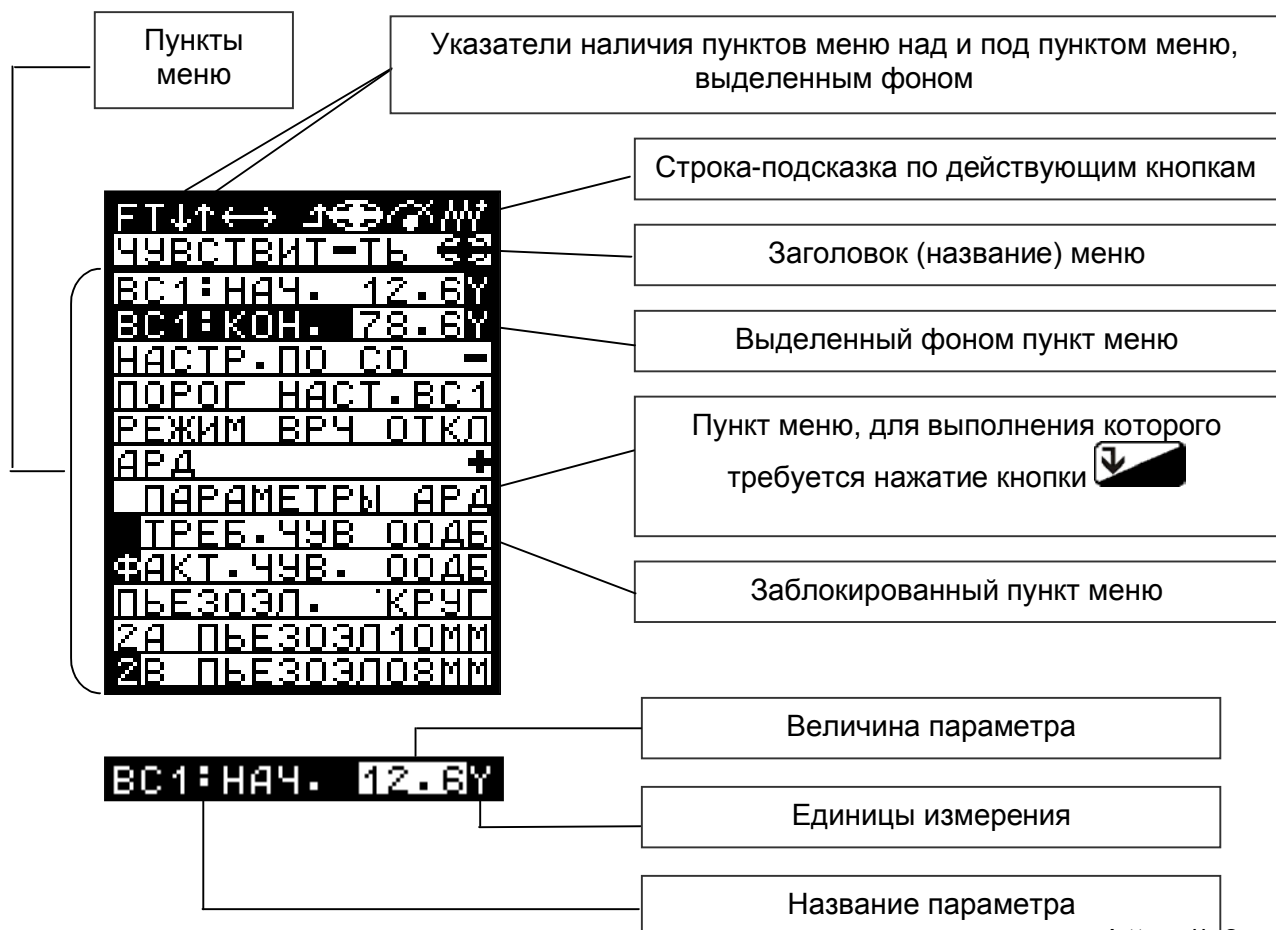 Пункты
меню
Указатели наличия пунктов меню над и под пунктом меню,
выделенным фоном
Строка-подсказка по действующим кнопкам
FT↓↑↔
ЧУВСТВИТ-ТЬ
Заголовок (название) меню
ВС1:НАЧ. 12.6Y
ВС1:КОН. 78.6Y
Выделенный фоном пункт меню
НАСТР.ПО СО -
ПОРОГ НАСТ.ВС1
РЕЖИМ ВРЧ ОТКЛ
АРД +
ПАРАМЕТРЫ АРД
Пункт меню, для выполнения которого
требуется нажатие кнопки
ТРЕБ.ЧУВ 00ДБ
ФАКТ.ЧУВ. 00ДБ
Заблокированный пункт меню
ПЬЕЗОЭЛ. КРУГ
2А ПЬЕЗОЭЛ10ММ
2В ПЬЕЗОЭЛ08ММ
Величина параметра
ВС1:НАЧ. 12.6Y
Единицы измерения
Название параметра